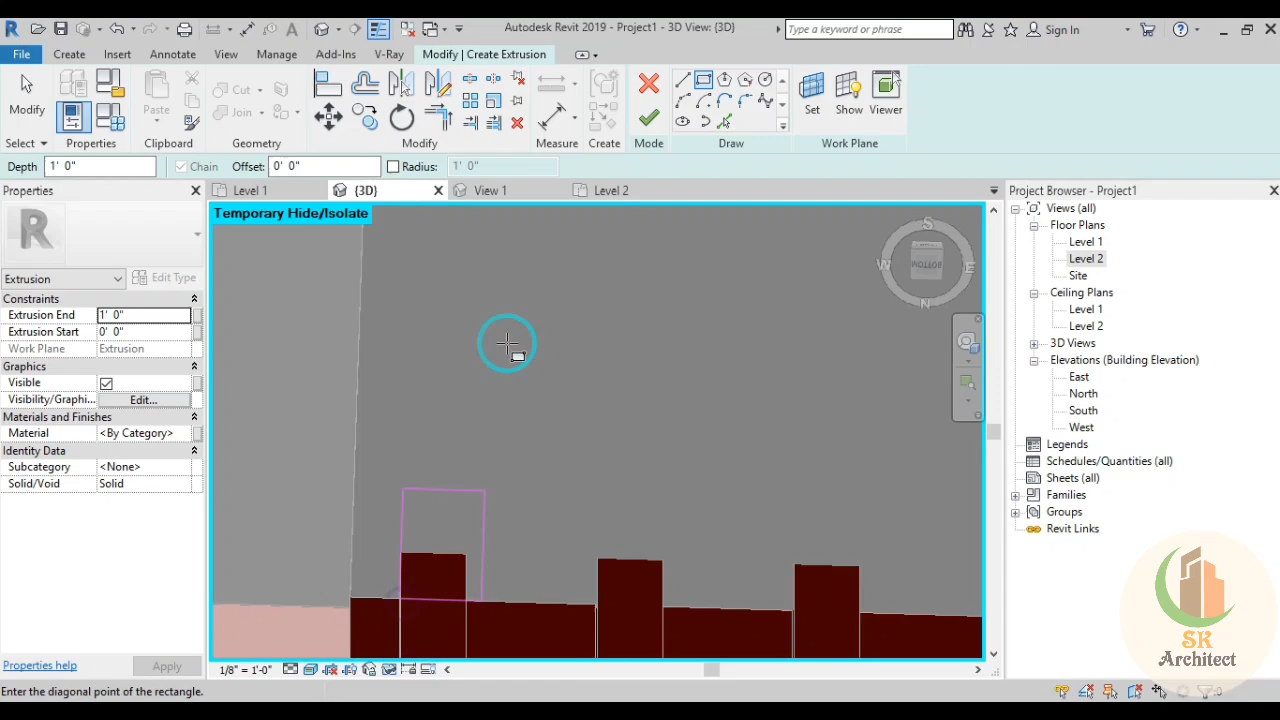 Autodesk Revit 2019 - Project1 - 3D View: {3D}
Type a keyword or phrase
Sign In
File Create Insert Annotate View Manage Add-Ins V-Ray Modify | Create Extrusion
Modify
Paste
Cut
Join
Set Show Viewer
Select Properties Clipboard Geometry Modify Measure Create Mode Draw Work Plane
Depth 1' 0" Chain Offset: 0' 0" Radius: 1' 0"
Properties
Level 1 {3D} View 1 Level 2
Project Browser - Project1
Temporary Hide/Isolate
Extrusion Edit Type
Constraints
Extrusion End 1' 0"
Extrusion Start 0' 0"
Work Plane Extrusion
Graphics
Visible
Visibility/Graphi... Edit...
Materials and Finishes
Material <By Category>
Identity Data
Subcategory <None>
Solid/Void Solid
Properties help Apply
S
W
E
N
BOTTOM
Views (all)
Floor Plans
Level 1
Level 2
Site
Ceiling Plans
Level 1
Level 2
3D Views
Elevations (Building Elevation)
East
North
South
West
Legends
Schedules/Quantities (all)
Sheets (all)
Families
Groups
Revit Links
1/8" = 1'-0"
Enter the diagonal point of the rectangle.
:0
SK
Architect